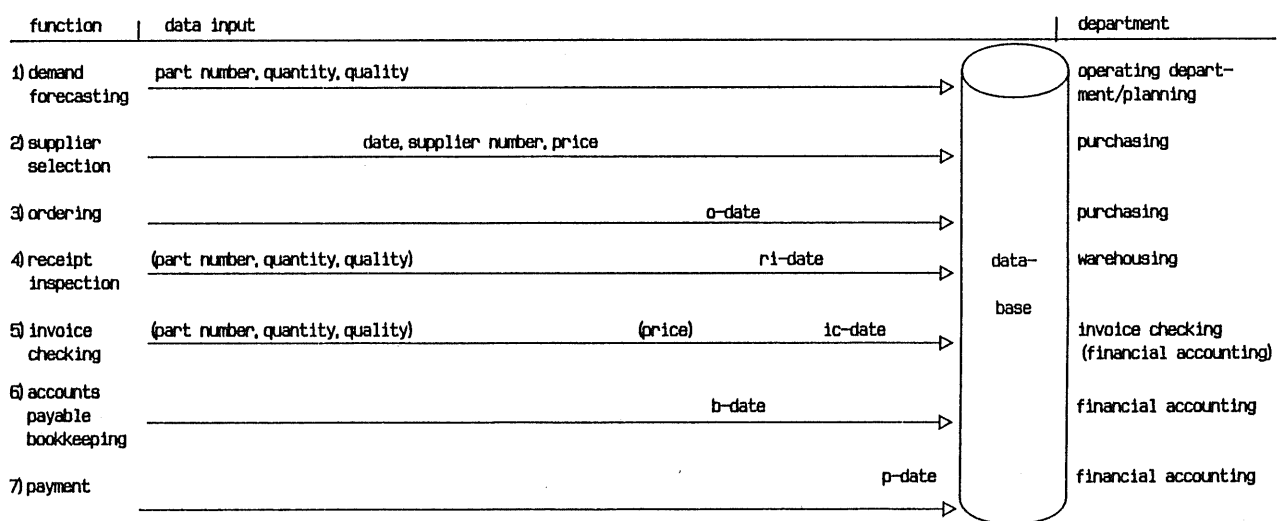 function | data input | department
1) demand part number, quantity, quality operating depart-
forecasting ment/planning
2) supplier date, supplier number, price purchasing
selection
3) ordering o-date purchasing
4) receipt (part number, quantity, quality) ri-date data- warehousing
inspection
base
5) invoice (part number, quantity, quality) (price) ic-date invoice checking
checking (financial accounting)
6) accounts b-date financial accounting
payable
bookkeeping
7) payment p-date financial accounting